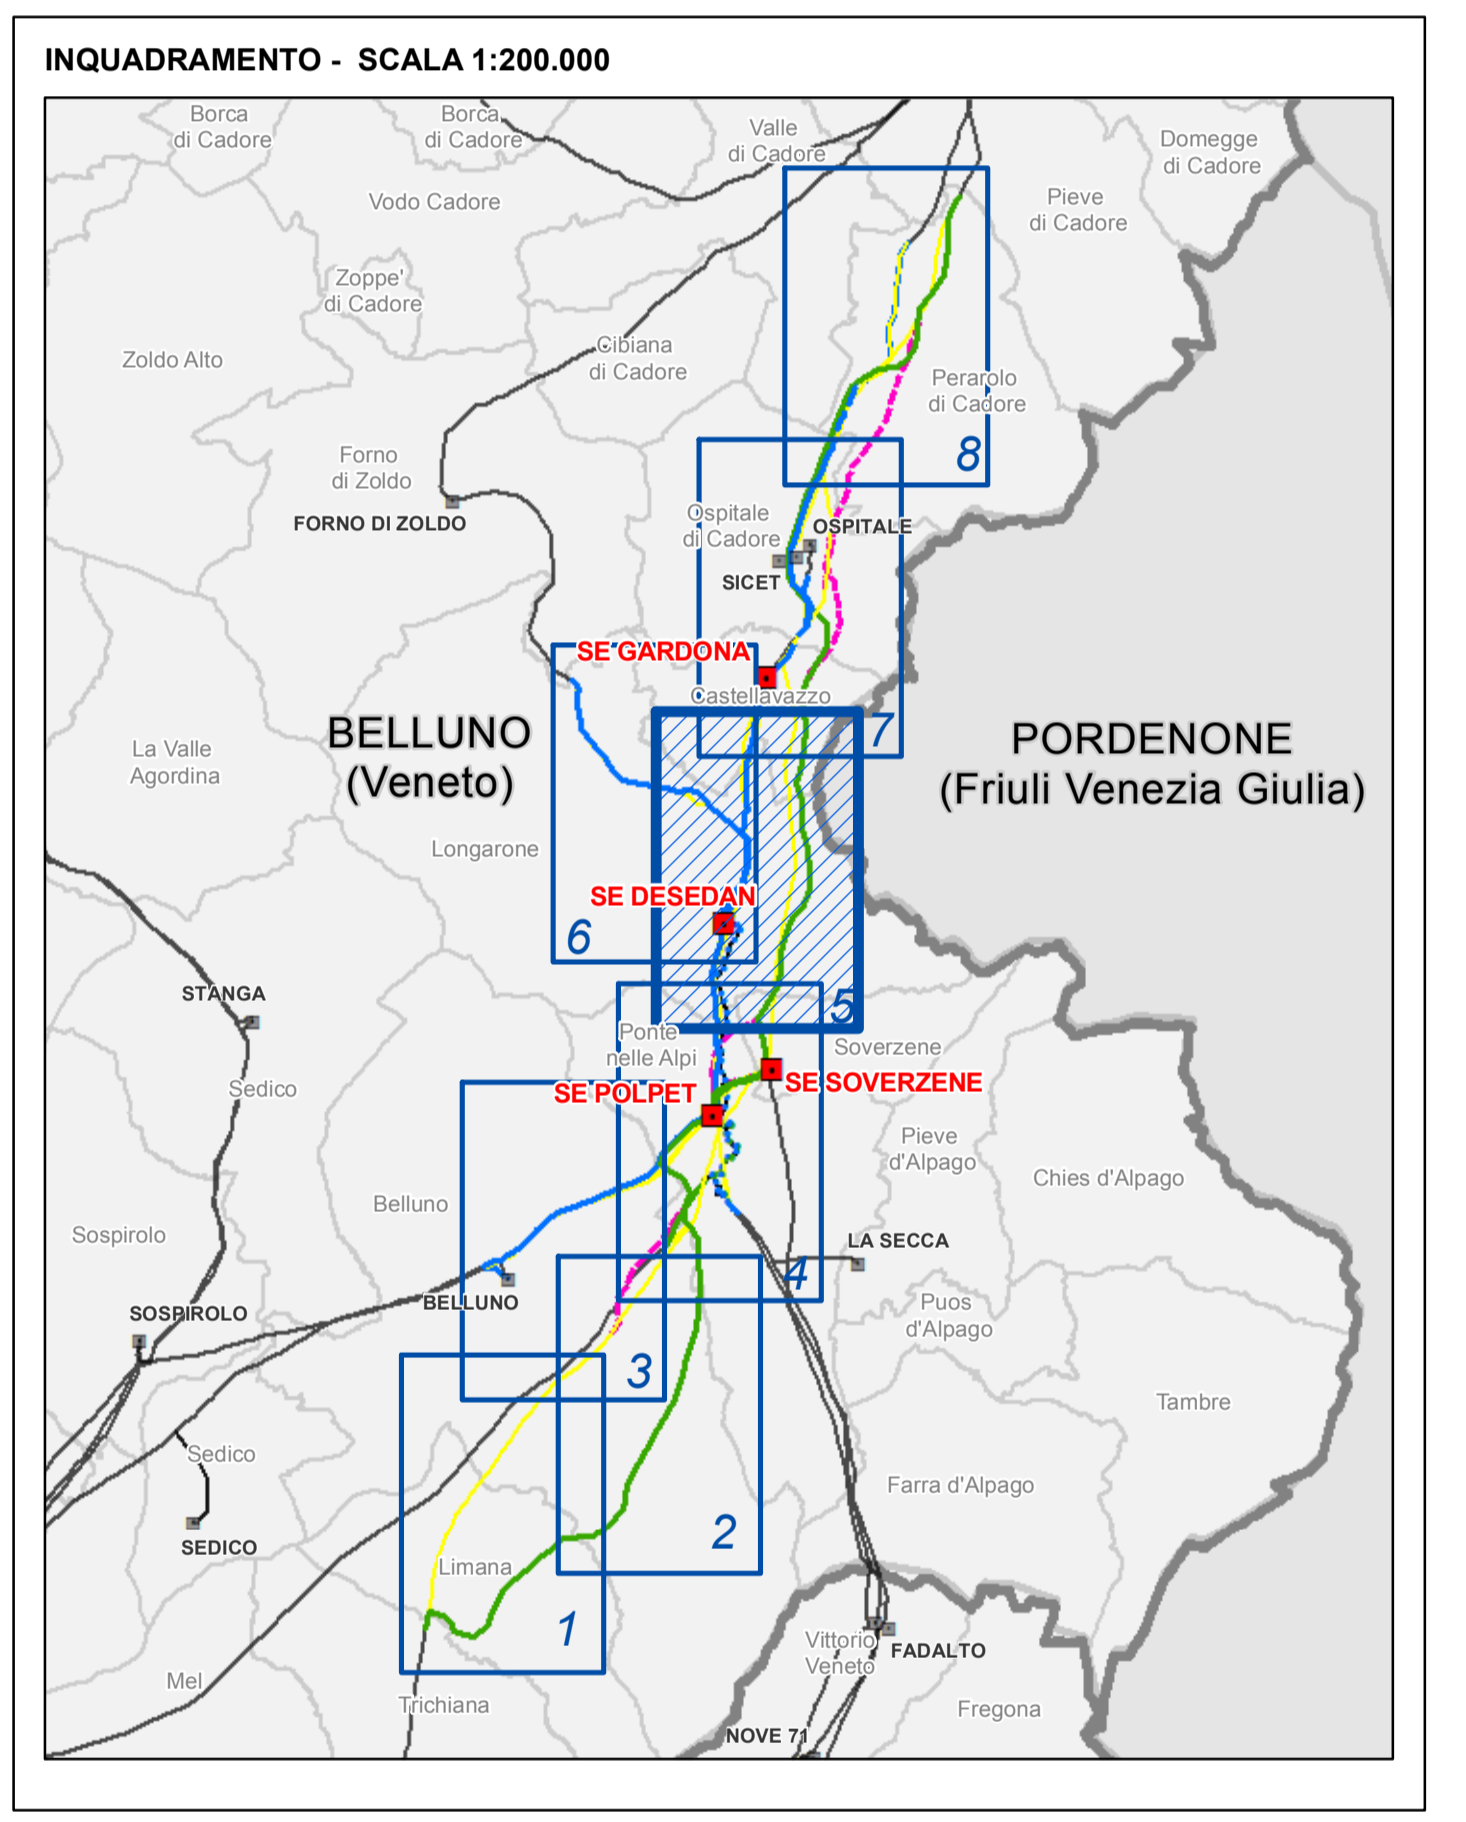 INQUADRAMENTO - SCALA 1:200.000
Borca
di Cadore
Borca
di Cadore
Valle
di Cadore
Domegge
di Cadore
Vodo Cadore
Pieve
di Cadore
Zoppe'
di Cadore
Zoldo Alto
Cibiana
di Cadore
Perarolo
di Cadore
8
Forno
di Zoldo
FORNO DI ZOLDO
Ospitale
di Cadore
OSPITALE
SICET
SE GARDONA
Castellavazzo
7
BELLUNO
(Veneto)
PORDENONE
(Friuli Venezia Giulia)
La Valle
Agordina
Longarone
SE DESEDAN
6
STANGA
5
Ponte
nelle Alpi
Soverzene
SE SOVERZENE
SE POLPET
Sedico
Pieve
d'Alpago
Chies d'Alpago
Belluno
Sospirolo
LA SECCA
4
BELLUNO
SOSPIROLO
Puos
d'Alpago
3
Tambre
Sedico
Farra d'Alpago
2
SEDICO
Limana
1
Vittorio
Veneto
FADALTO
Mel
Trichiana
Fregona
NOVE 71